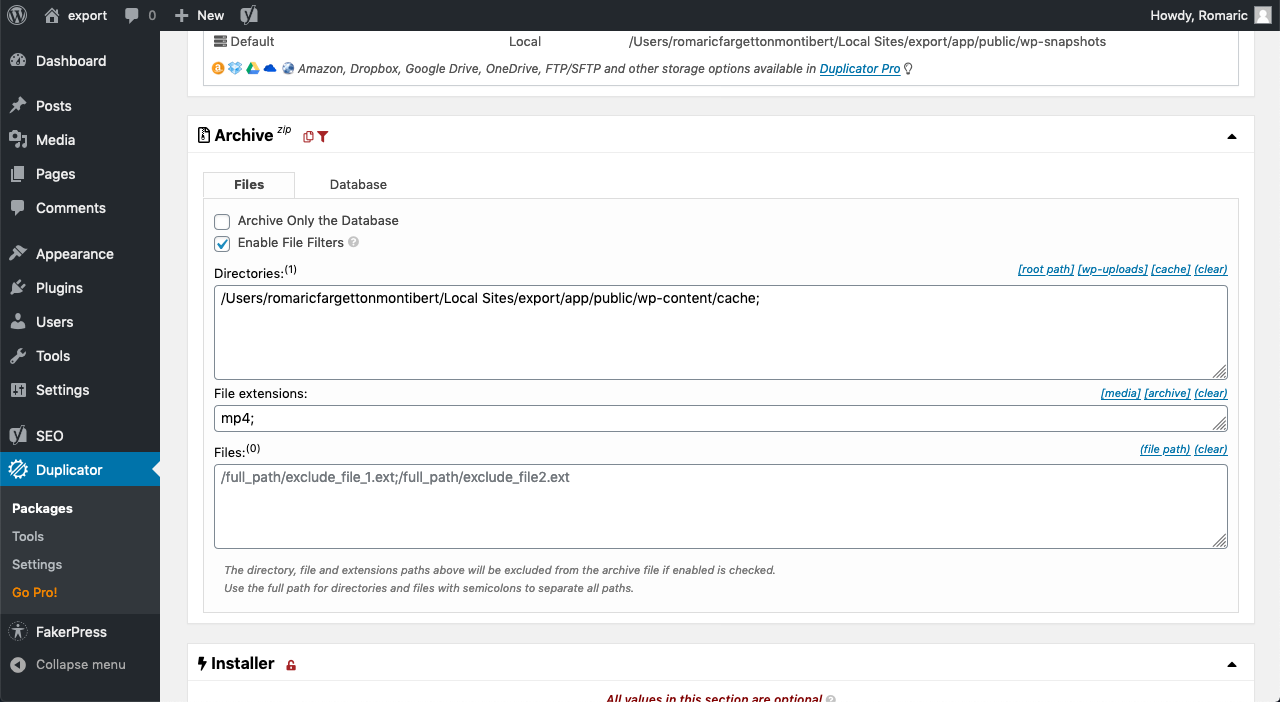 export 0 New Howdy, Romaric
Dashboard
Posts
Media
Pages
Comments
Appearance
Plugins
Users
Tools
Settings
SEO
Duplicator
Packages
Tools
Settings
Go Pro!
FakerPress
Collapse menu
Default Local /Users/romaricfargettonmontibert/Local Sites/export/app/public/wp-snapshots
Amazon, Dropbox, Google Drive, OneDrive, FTP/SFTP and other storage options available in Duplicator Pro
Archive zip
Files Database
Archive Only the Database
Enable File Filters ?
Directories:(1) [root path] [wp-uploads] [cache] (clear)
/Users/romaricfargettonmontibert/Local Sites/export/app/public/wp-content/cache;
File extensions: [media] [archive] (clear)
mp4;
Files:(0) (file path) (clear)
/full_path/exclude_file_1.ext;/full_path/exclude_file2.ext
The directory, file and extensions paths above will be excluded from the archive file if enabled is checked.
Use the full path for directories and files with semicolons to separate all paths.
Installer
All values in this section are optional ?